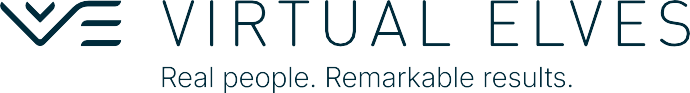 VIRTUAL ELVES
Real people. Remarkable results.